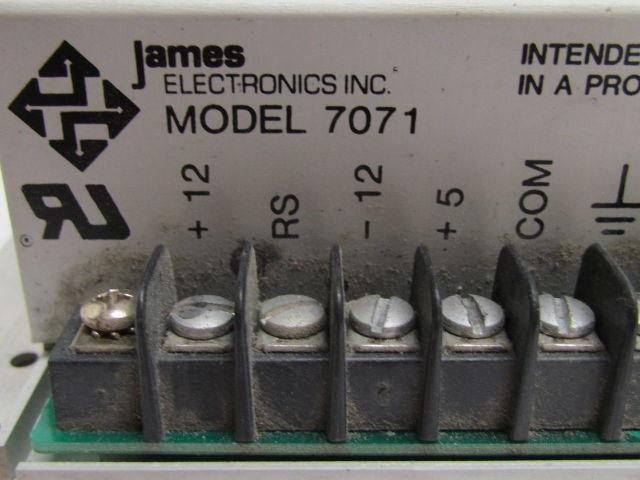 james
ELECTRONICS INC.
MODEL 7071
INTENDE
IN A PRO
+ 12
RS
- 12
+ 5
COM